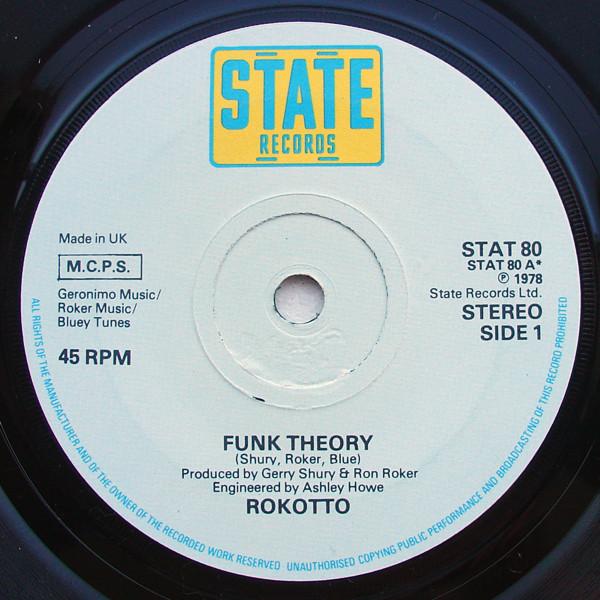 STATE
RECORDS
Made in UK
M.C.P.S.
Geronimo Music/
Roker Music/
Bluey Tunes
45 RPM
STAT 80
STAT 80 A*
℗ 1978
State Records Ltd.
STEREO
SIDE 1
FUNK THEORY
(Shury, Roker, Blue)
Produced by Gerry Shury & Ron Roker
Engineered by Ashley Howe
ROKOTTO
ALL RIGHTS OF THE MANUFACTURER AND OF THE OWNER OF THE RECORDED WORK RESERVED UNAUTHORISED COPYING PUBLIC PERFORMANCE AND BROADCASTING OF THIS RECORD PROHIBITED